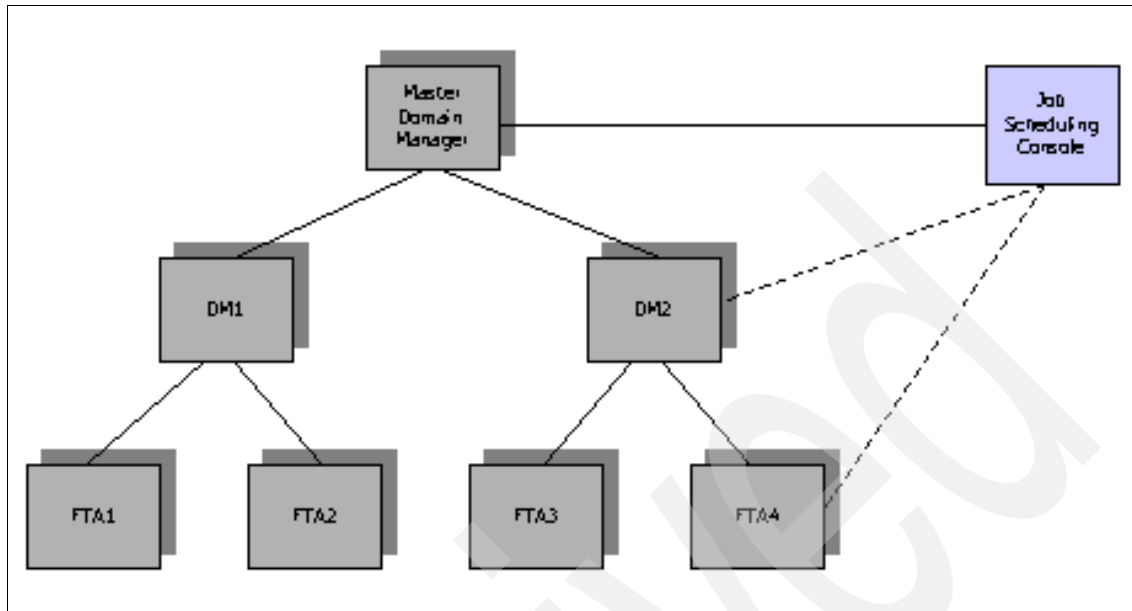 Master
Domain
Manager
Job
Scheduling
Console
DM1
DM2
FTA1
FTA2
FTA3
FTA4